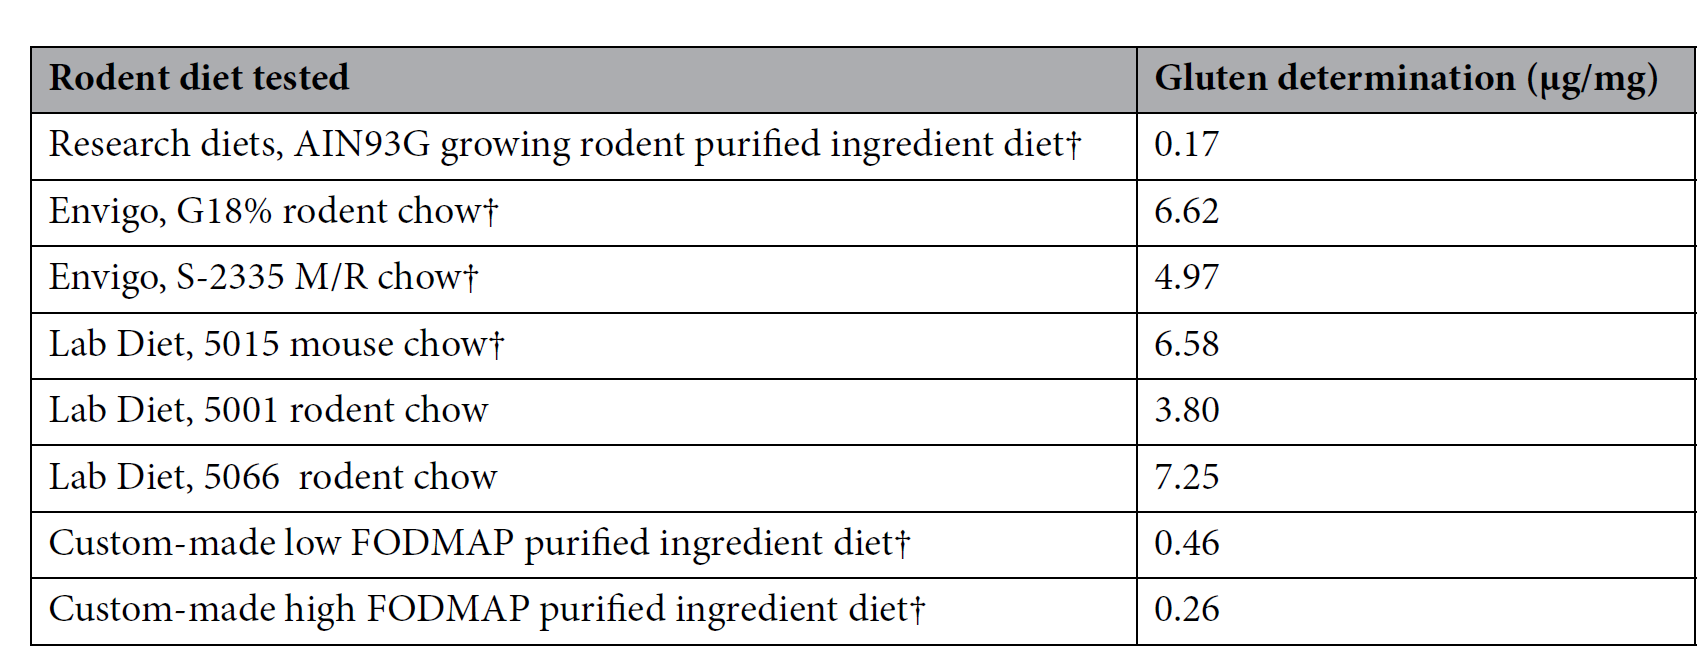 Rodent diet tested Gluten determination (µg/mg)
Research diets, AIN93G growing rodent purified ingredient diet† 0.17
Envigo, G18% rodent chow† 6.62
Envigo, S-2335 M/R chow† 4.97
Lab Diet, 5015 mouse chow† 6.58
Lab Diet, 5001 rodent chow 3.80
Lab Diet, 5066 rodent chow 7.25
Custom-made low FODMAP purified ingredient diet† 0.46
Custom-made high FODMAP purified ingredient diet† 0.26